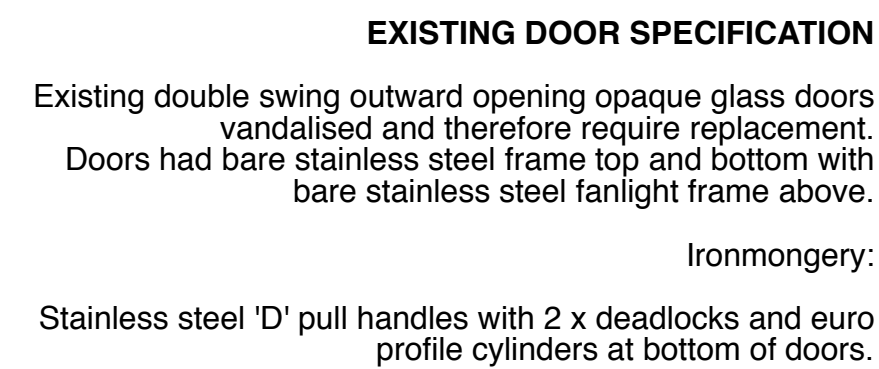 EXISTING DOOR SPECIFICATION
Existing double swing outward opening opaque glass doors
vandalised and therefore require replacement.
Doors had bare stainless steel frame top and bottom with
bare stainless steel fanlight frame above.
Ironmongery:
Stainless steel 'D' pull handles with 2 x deadlocks and euro
profile cylinders at bottom of doors.